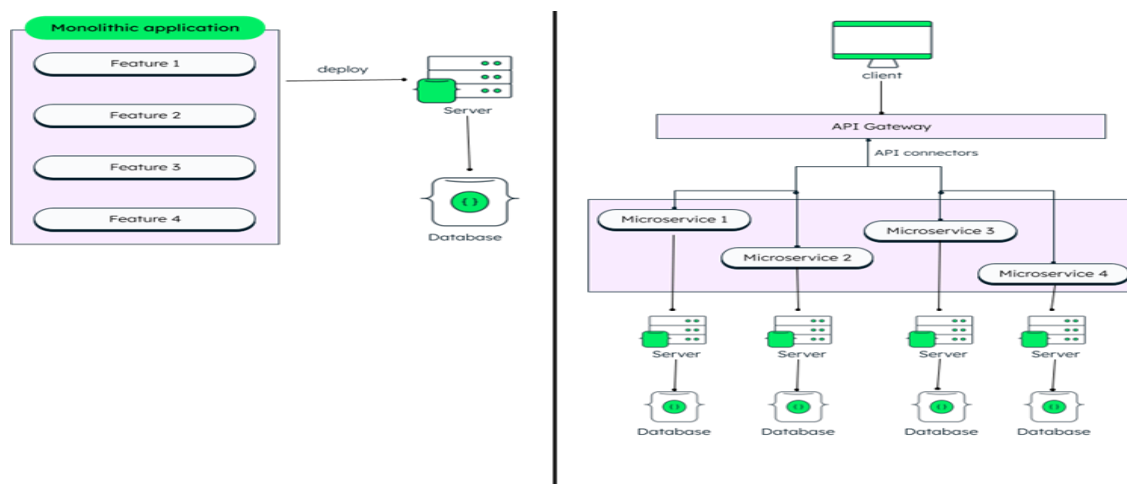 Monolithic application
Feature 1
Feature 2
Feature 3
Feature 4
deploy
Server
{ }
Database
client
API Gateway
API connectors
Microservice 1
Microservice 2
Microservice 3
Microservice 4
Server
Server
Server
Server
{ }
{ }
{ }
{ }
Database
Database
Database
Database